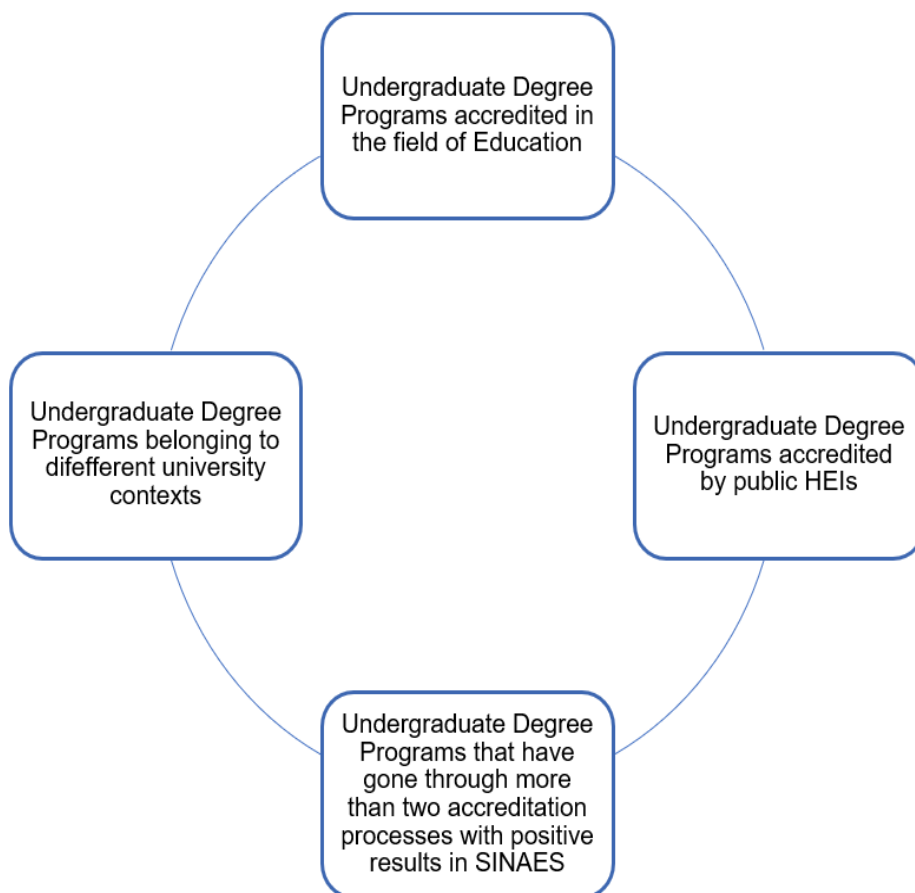 Undergraduate Degree
Programs accredited in
the field of Education
Undergraduate Degree
Programs belonging to
difefferent university
contexts
Undergraduate Degree
Programs accredited
by public HEIs
Undergraduate Degree
Programs that have
gone through more
than two accreditation
processes with positive
results in SINAES